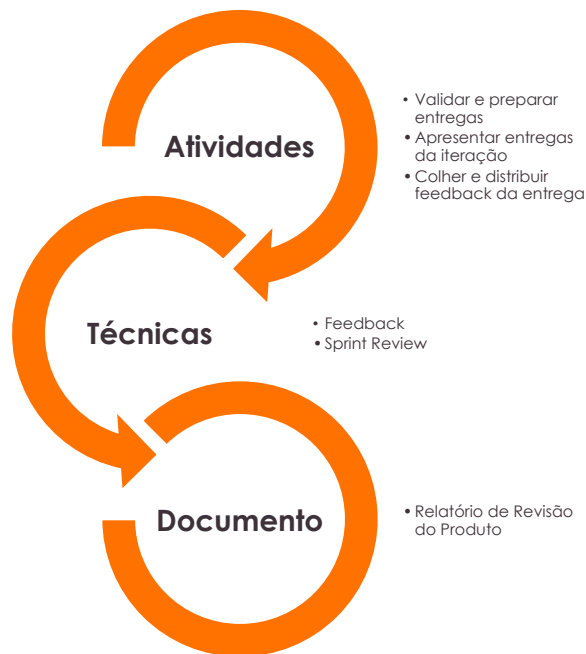 Atividades
• Validar e preparar
entregas
• Apresentar entregas
da iteração
• Colher e distribuir
feedback da entrega
Técnicas
• Feedback
• Sprint Review
Documento
• Relatório de Revisão
do Produto